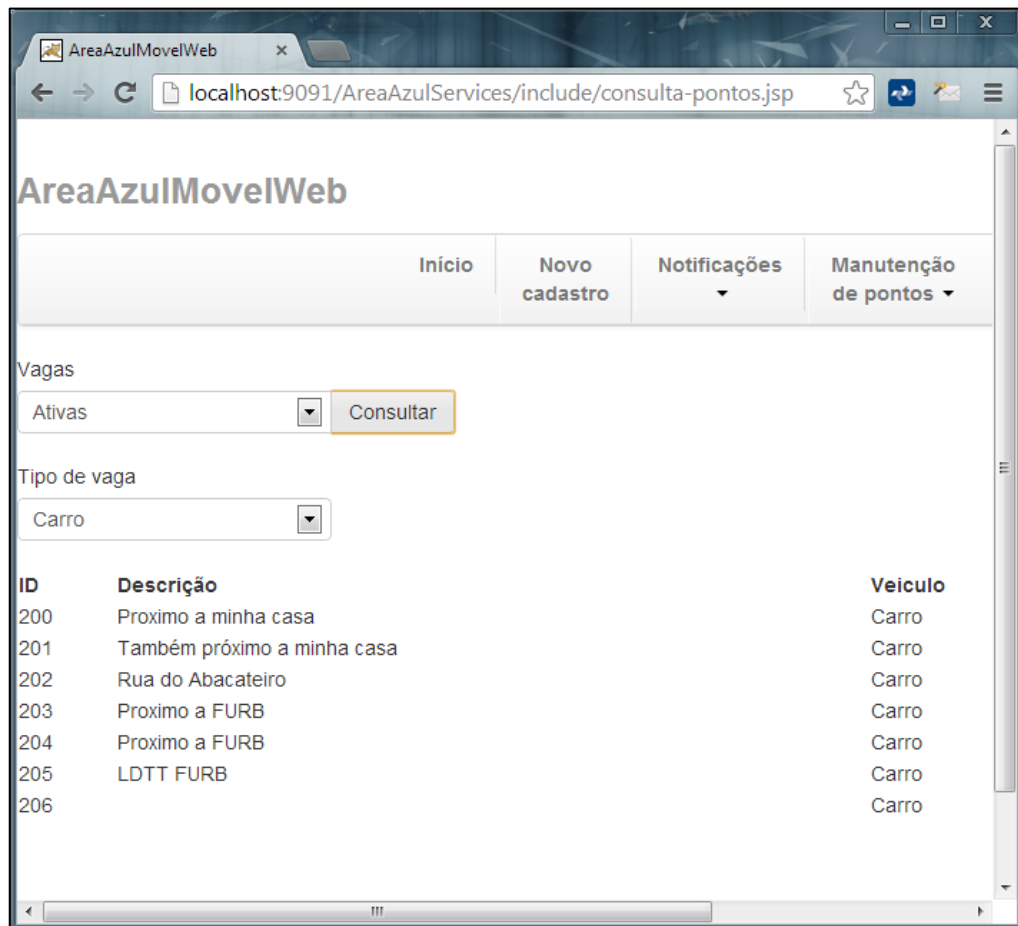 AreaAzulMovelWeb
localhost:9091/AreaAzulServices/include/consulta-pontos.jsp
AreaAzulMovelWeb
Início
Novo cadastro
Notificações
Manutenção de pontos
Vagas
Ativas
Consultar
Tipo de vaga
Carro
ID Descrição Veiculo
200 Proximo a minha casa Carro
201 Também próximo a minha casa Carro
202 Rua do Abacateiro Carro
203 Proximo a FURB Carro
204 Proximo a FURB Carro
205 LDTT FURB Carro
206 Carro